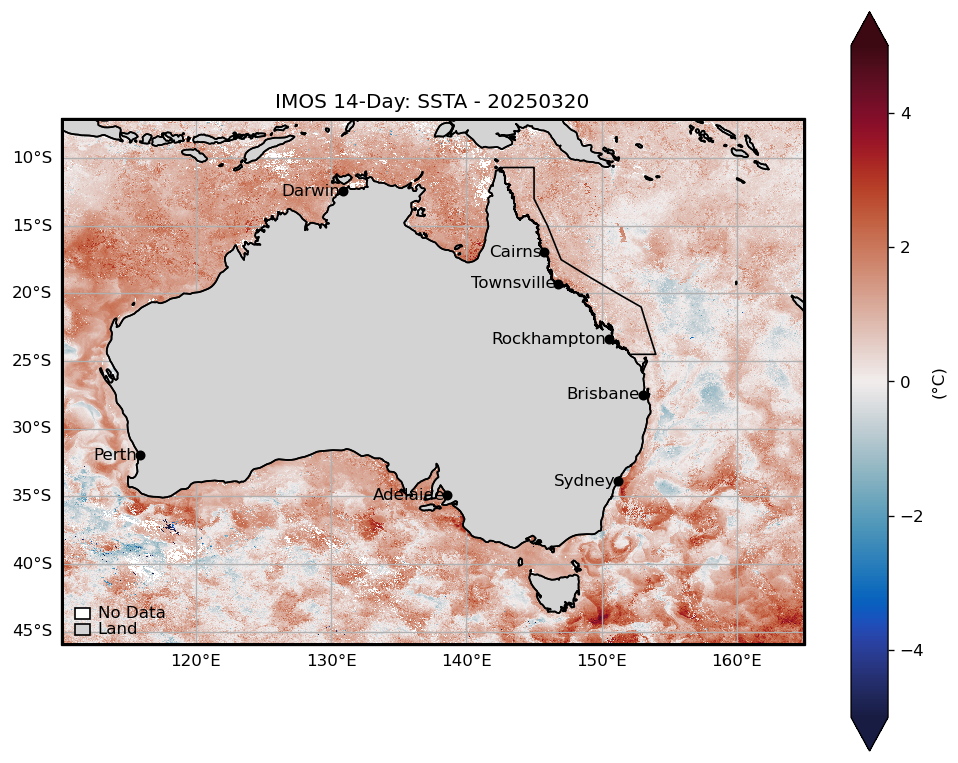 IMOS 14-Day: SSTA - 20250320
10°S
15°S
20°S
25°S
30°S
35°S
40°S
45°S
Darwin
Cairns
Townsville
Rockhampton
Brisbane
Perth
Sydney
Adelaide
No Data
Land
120°E
130°E
140°E
150°E
160°E
4
2
0
−2
−4
(°C)